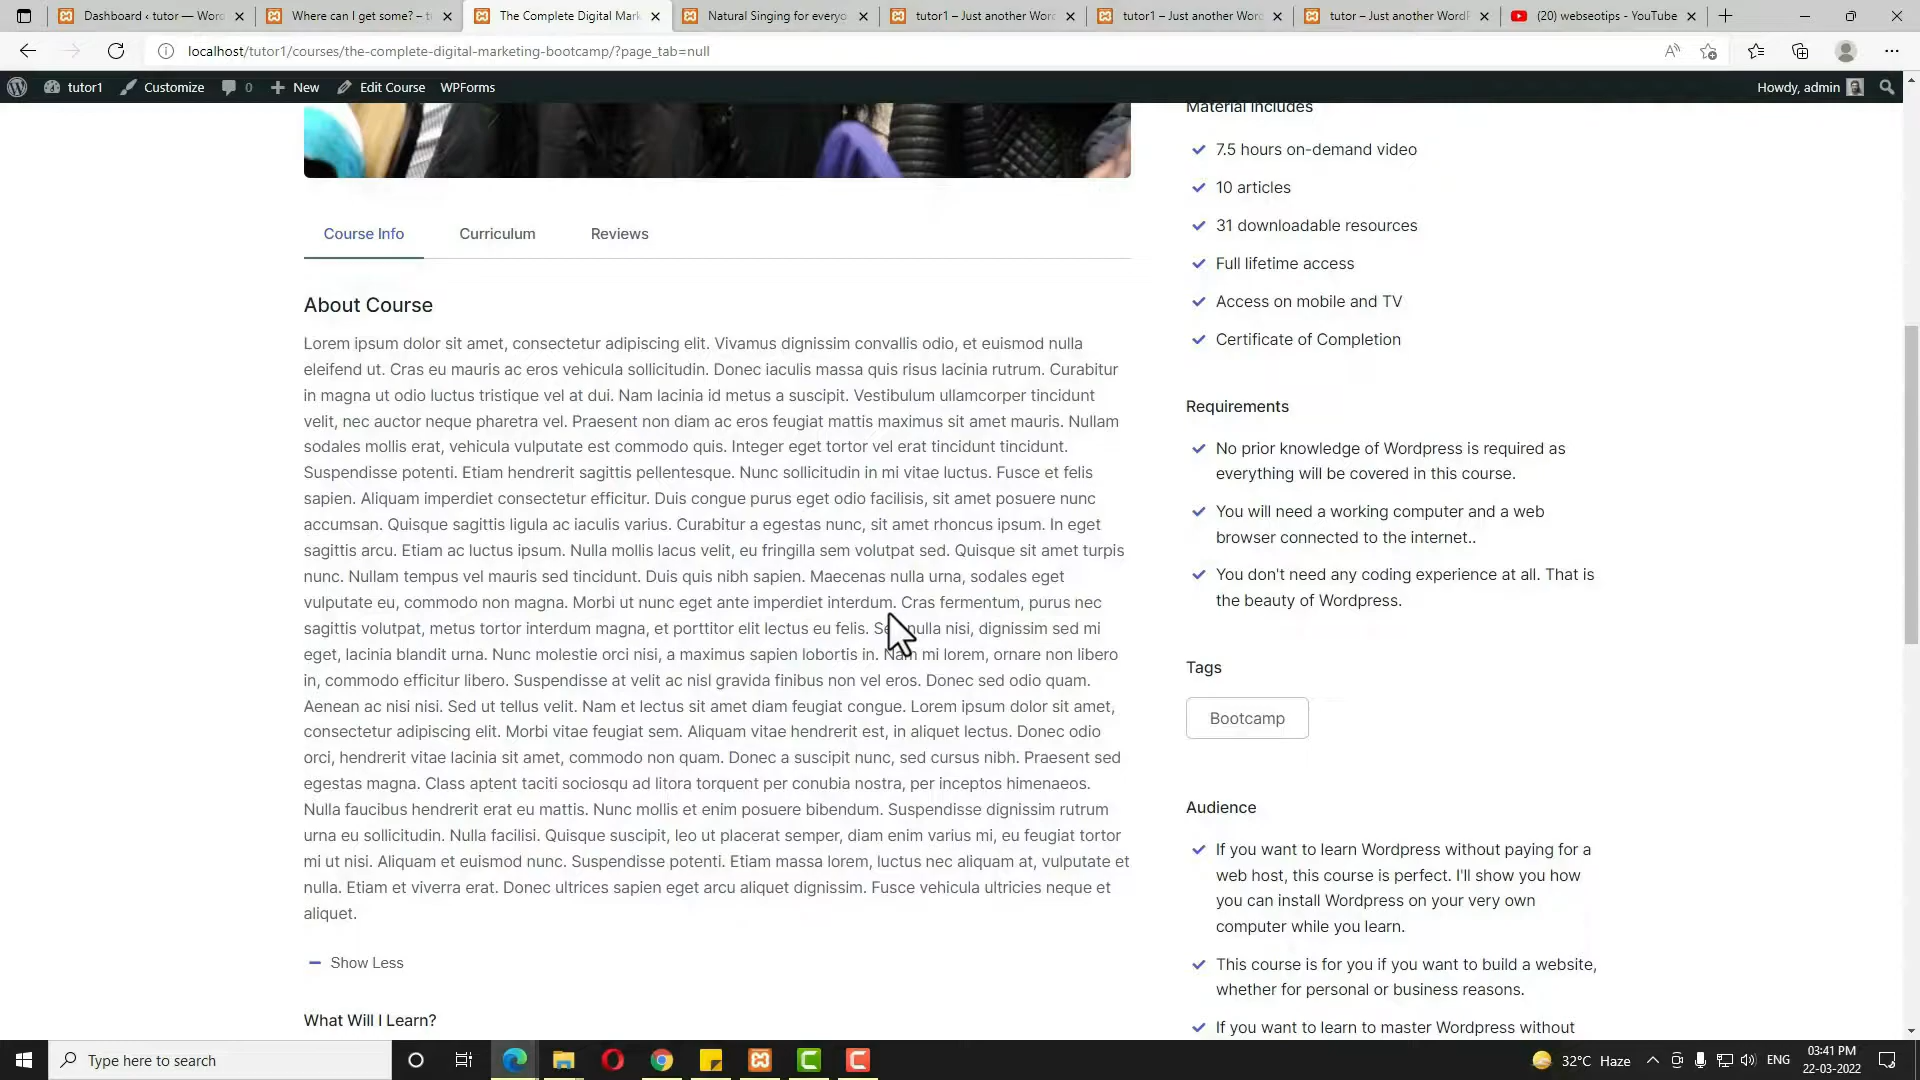 Dashboard ‹ tutor — Wor
Where can I get some? – t
The Complete Digital Mark
Natural Singing for everyo
tutor1 – Just another Wor
tutor1 – Just another Wor
tutor – Just another WordP
(20) webseotips - YouTube
localhost/tutor1/courses/the-complete-digital-marketing-bootcamp/?page_tab=null
tutor1 Customize 0 New Edit Course WPForms Howdy, admin
Course Info Curriculum Reviews
About Course
Lorem ipsum dolor sit amet, consectetur adipiscing elit. Vivamus dignissim convallis odio, et euismod nulla
eleifend ut. Cras eu mauris ac eros vehicula sollicitudin. Donec iaculis massa quis risus lacinia rutrum. Curabitur
in magna ut odio luctus tristique vel at dui. Nam lacinia id metus a suscipit. Vestibulum ullamcorper tincidunt
velit, nec auctor neque pharetra vel. Praesent non diam ac eros feugiat mattis maximus sit amet mauris. Nullam
sodales mollis erat, vehicula vulputate est commodo quis. Integer eget tortor vel erat tincidunt tincidunt.
Suspendisse potenti. Etiam hendrerit sagittis pellentesque. Nunc sollicitudin in mi vitae luctus. Fusce et felis
sapien. Aliquam imperdiet consectetur efficitur. Duis congue purus eget odio facilisis, sit amet posuere nunc
accumsan. Quisque sagittis ligula ac iaculis varius. Curabitur a egestas nunc, sit amet rhoncus ipsum. In eget
sagittis arcu. Etiam ac luctus ipsum. Nulla mollis lacus velit, eu fringilla sem volutpat sed. Quisque sit amet turpis
nunc. Nullam tempus vel mauris sed tincidunt. Duis quis nibh sapien. Maecenas nulla urna, sodales eget
vulputate eu, commodo non magna. Morbi ut nunc eget ante imperdiet interdum. Cras fermentum, purus nec
sagittis volutpat, metus tortor interdum magna, et porttitor elit lectus eu felis. Sed nulla nisi, dignissim sed mi
eget, lacinia blandit urna. Nunc molestie orci nisi, a maximus sapien lobortis in. Nam mi lorem, ornare non libero
in, commodo efficitur libero. Suspendisse at velit ac nisl gravida finibus non vel eros. Donec sed odio quam.
Aenean ac nisi nisi. Sed ut tellus velit. Nam et lectus sit amet diam feugiat congue. Lorem ipsum dolor sit amet,
consectetur adipiscing elit. Morbi vitae feugiat sem. Aliquam vitae hendrerit est, in aliquet lectus. Donec odio
orci, hendrerit vitae lacinia sit amet, commodo non quam. Donec a suscipit nunc, sed cursus nibh. Praesent sed
egestas magna. Class aptent taciti sociosqu ad litora torquent per conubia nostra, per inceptos himenaeos.
Nulla faucibus hendrerit erat eu mattis. Nunc mollis et enim posuere bibendum. Suspendisse dignissim rutrum
urna eu sollicitudin. Nulla facilisi. Quisque suscipit, leo ut placerat semper, diam enim varius mi, eu feugiat tortor
mi ut nisi. Aliquam et euismod nunc. Suspendisse potenti. Etiam massa lorem, luctus nec aliquam at, vulputate et
nulla. Etiam et viverra erat. Donec ultrices sapien eget arcu aliquet dignissim. Fusce vehicula ultricies neque et
aliquet.
Show Less
What Will I Learn?
Material Includes
7.5 hours on-demand video
10 articles
31 downloadable resources
Full lifetime access
Access on mobile and TV
Certificate of Completion
Requirements
No prior knowledge of Wordpress is required as
everything will be covered in this course.
You will need a working computer and a web
browser connected to the internet..
You don't need any coding experience at all. That is
the beauty of Wordpress.
Tags
Bootcamp
Audience
If you want to learn Wordpress without paying for a
web host, this course is perfect. I'll show you how
you can install Wordpress on your very own
computer while you learn.
This course is for you if you want to build a website,
whether for personal or business reasons.
If you want to learn to master Wordpress without
Type here to search
32°C Haze
ENG
03:41 PM
22-03-2022